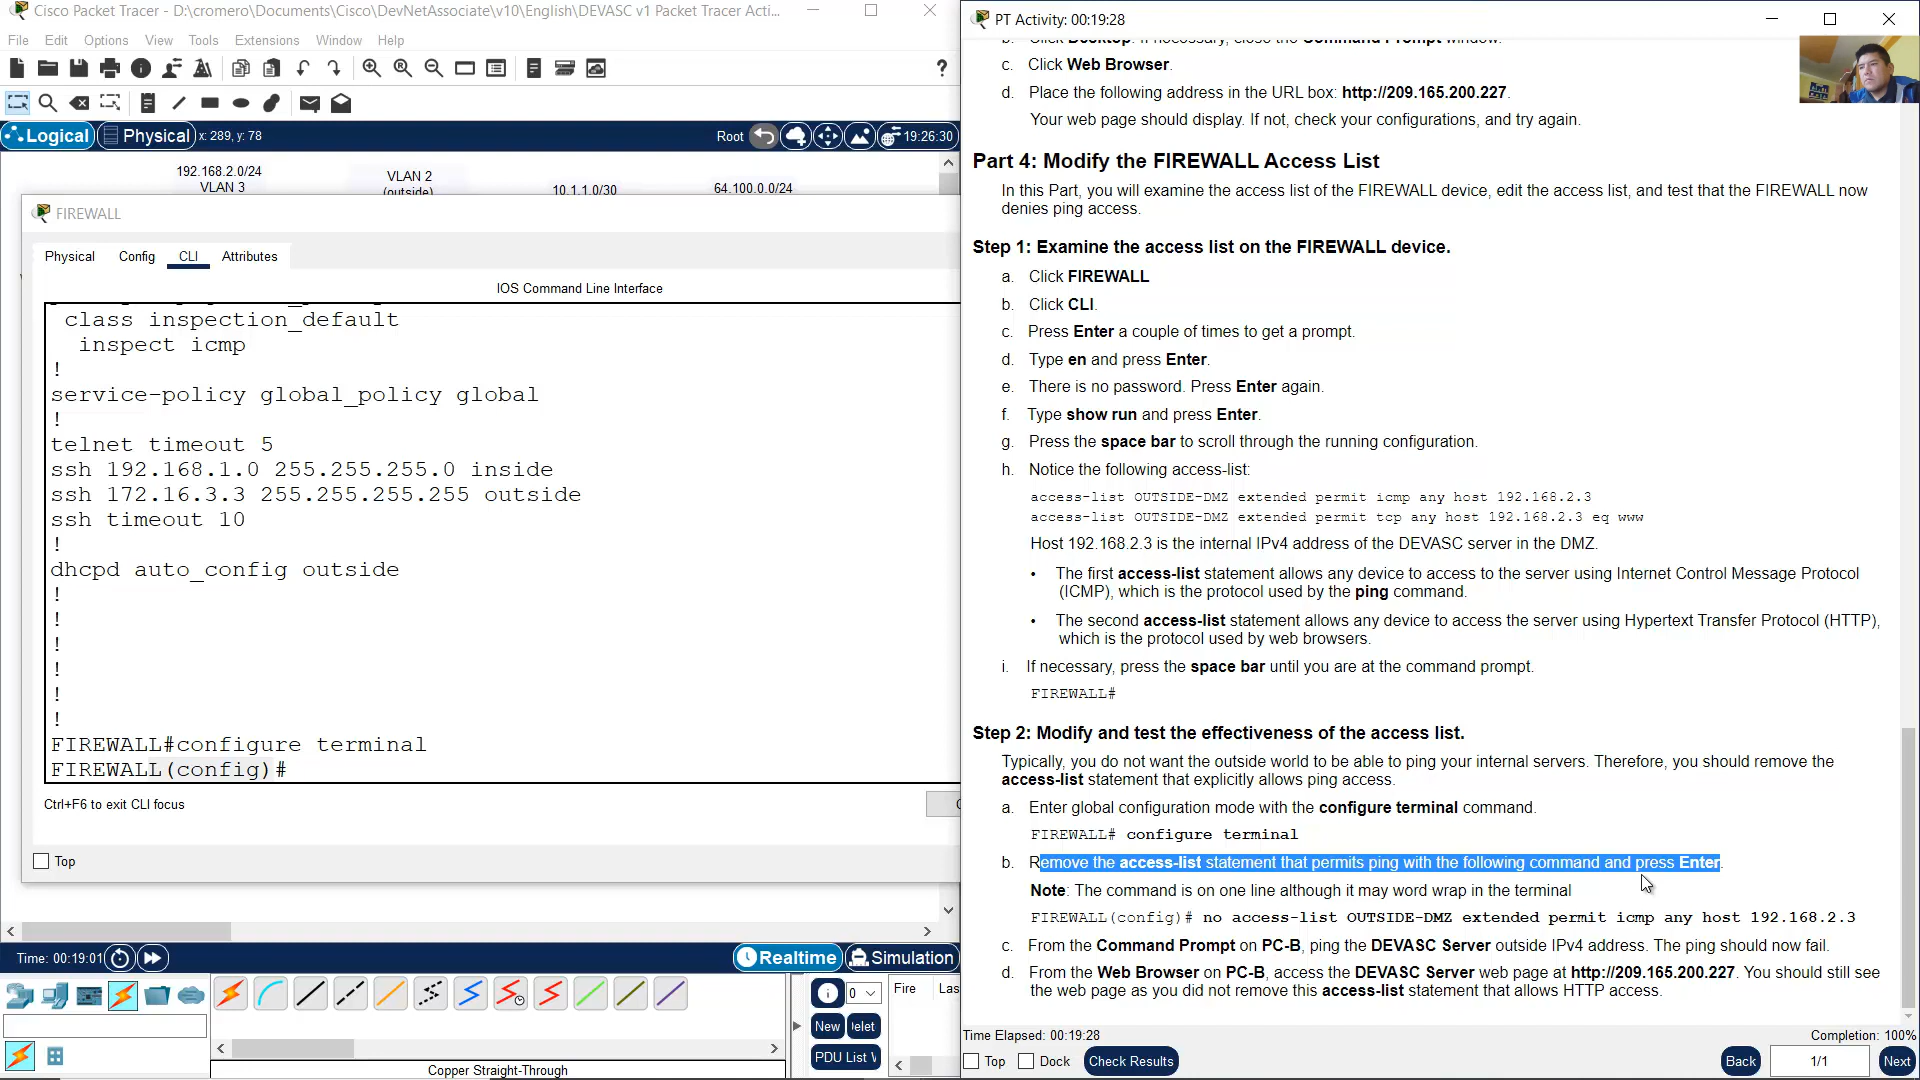 Cisco Packet Tracer - D:\cromero\Documents\Cisco\DevNetAssociate\v10\English\DEVASC v1 Packet Tracer Acti...
File Edit Options View Tools Extensions Window Help
Logical Physical x: 289, y: 78 Root 19:26:30
192.168.2.0/24
VLAN 3
VLAN 2
(outside)
10.1.1.0/30
64.100.0.0/24
FIREWALL
Physical Config CLI Attributes
IOS Command Line Interface
class inspection_default
inspect icmp
!
service-policy global_policy global
!
telnet timeout 5
ssh 192.168.1.0 255.255.255.0 inside
ssh 172.16.3.3 255.255.255.255 outside
ssh timeout 10
!
dhcpd auto_config outside
!
!
!
!
!
!
FIREWALL#configure terminal
FIREWALL(config)#
Ctrl+F6 to exit CLI focus
Top
Time: 00:19:01 Realtime Simulation
0
Fire Las
New elet
PDU List
Copper Straight-Through
PT Activity: 00:19:28
b. Click Desktop. If necessary, close the Command Prompt window.
c. Click Web Browser.
d. Place the following address in the URL box: http://209.165.200.227.
Your web page should display. If not, check your configurations, and try again.
Part 4: Modify the FIREWALL Access List
In this Part, you will examine the access list of the FIREWALL device, edit the access list, and test that the FIREWALL now
denies ping access.
Step 1: Examine the access list on the FIREWALL device.
a. Click FIREWALL
b. Click CLI.
c. Press Enter a couple of times to get a prompt.
d. Type en and press Enter.
e. There is no password. Press Enter again.
f. Type show run and press Enter.
g. Press the space bar to scroll through the running configuration.
h. Notice the following access-list:
access-list OUTSIDE-DMZ extended permit icmp any host 192.168.2.3
access-list OUTSIDE-DMZ extended permit tcp any host 192.168.2.3 eq www
Host 192.168.2.3 is the internal IPv4 address of the DEVASC server in the DMZ.
• The first access-list statement allows any device to access to the server using Internet Control Message Protocol
(ICMP), which is the protocol used by the ping command.
• The second access-list statement allows any device to access the server using Hypertext Transfer Protocol (HTTP),
which is the protocol used by web browsers.
i. If necessary, press the space bar until you are at the command prompt.
FIREWALL#
Step 2: Modify and test the effectiveness of the access list.
Typically, you do not want the outside world to be able to ping your internal servers. Therefore, you should remove the
access-list statement that explicitly allows ping access.
a. Enter global configuration mode with the configure terminal command.
FIREWALL# configure terminal
b. Remove the access-list statement that permits ping with the following command and press Enter.
Note: The command is on one line although it may word wrap in the terminal
FIREWALL(config)# no access-list OUTSIDE-DMZ extended permit icmp any host 192.168.2.3
c. From the Command Prompt on PC-B, ping the DEVASC Server outside IPv4 address. The ping should now fail.
d. From the Web Browser on PC-B, access the DEVASC Server web page at http://209.165.200.227. You should still see
the web page as you did not remove this access-list statement that allows HTTP access.
Time Elapsed: 00:19:28 Completion: 100%
Top Dock Check Results Back 1/1 Next